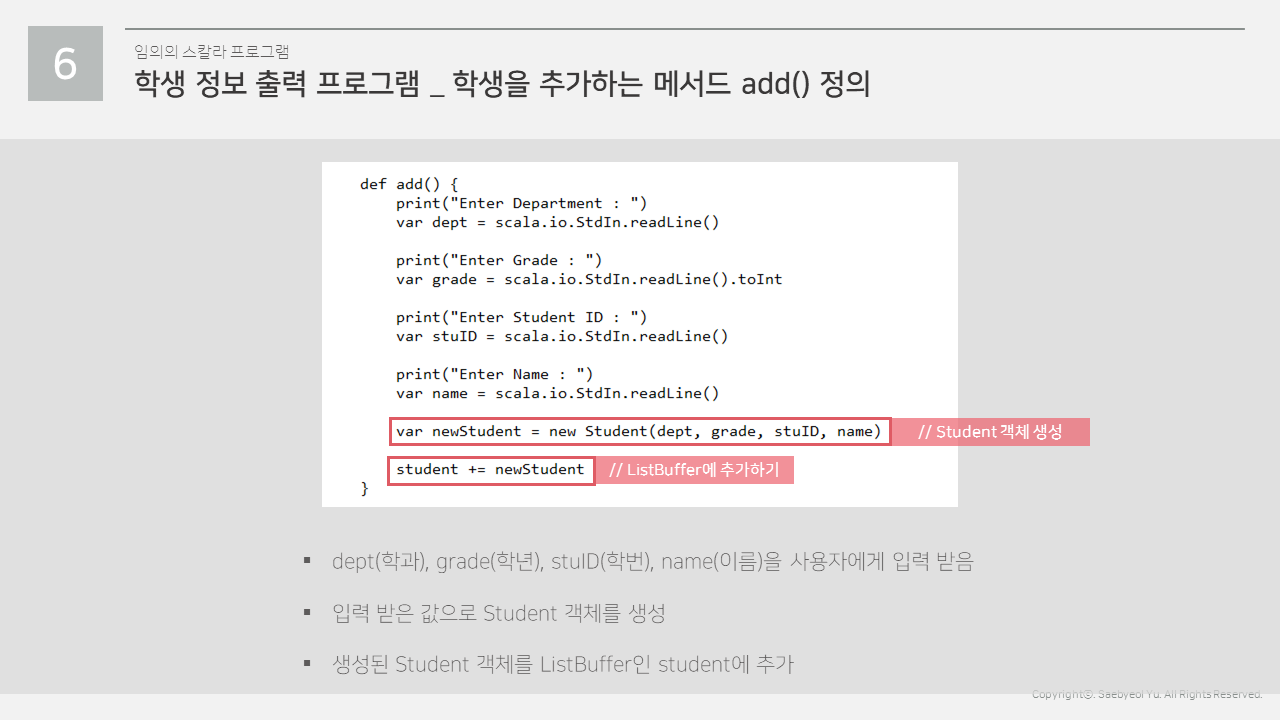 6
임의의 스칼라 프로그램
학생 정보 출력 프로그램 _ 학생을 추가하는 메서드 add() 정의
def add() {
    print("Enter Department : ")
    var dept = scala.io.StdIn.readLine()
    print("Enter Grade : ")
    var grade = scala.io.StdIn.readLine().toInt
    print("Enter Student ID : ")
    var stuID = scala.io.StdIn.readLine()
    print("Enter Name : ")
    var name = scala.io.StdIn.readLine()
    var newStudent = new Student(dept, grade, stuID, name) // Student 객체 생성
    student += newStudent // ListBuffer에 추가하기
}
▪ dept(학과), grade(학년), stuID(학번), name(이름)을 사용자에게 입력 받음
▪ 입력 받은 값으로 Student 객체를 생성
▪ 생성된 Student 객체를 ListBuffer인 student에 추가
Copyrightⓒ. Saebyeol Yu. All Rights Reserved.